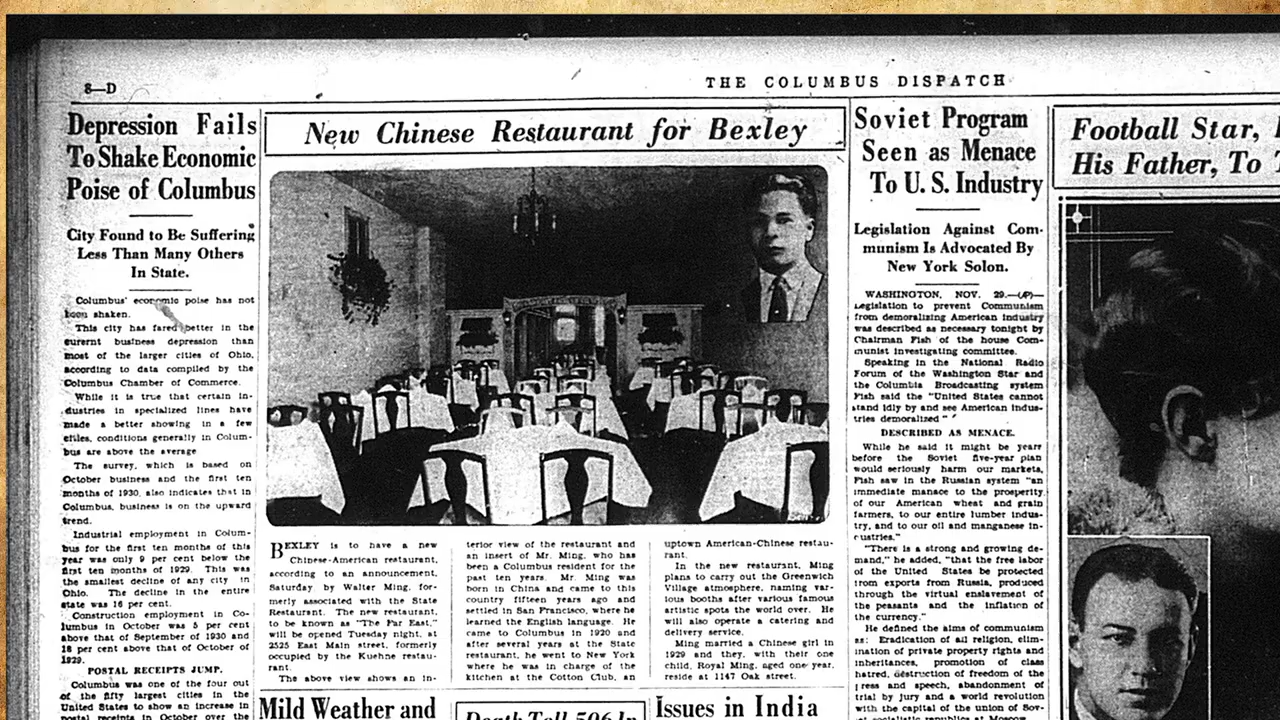 8—D
THE COLUMBUS DISPATCH
Depression Fails
To Shake Economic
Poise of Columbus
City Found to Be Suffering
Less Than Many Others
In State.
Columbus' economic poise has not
been shaken.
This city has fared better in the
current business depression than
most of the larger cities of Ohio,
according to data compiled by the
Columbus Chamber of Commerce.
While it is true that certain in-
dustries in specialized lines have
made a better showing in a few
cities, conditions generally in Colum-
bus are above the average
The survey, which is based on
October business and the first ten
months of 1930, also indicates that in
Columbus, business is on the upward
trend.
Industrial employment in Colum-
bus for the first ten months of this
year was only 9 per cent below the
first ten months of 1929. This was
the smallest decline of any city in
Ohio. The decline in the entire
state was 16 per cent.
Construction employment in Co-
lumbus in October was 5 per cent
above that of September of 1930 and
18 per cent above that of October of
1929.
POSTAL RECEIPTS JUMP.
Columbus was one of the four out
of the fifty largest cities in the
United States to show an increase in
postal receipts in October over the
New Chinese Restaurant for Bexley
BEXLEY is to have a new
Chinese-American restaurant,
according to an announcement,
Saturday by Walter Ming, for-
merly associated with the State
Restaurant. The new restaurant,
to be known as "The Far East,"
will be opened Tuesday night, at
2525 East Main street, formerly
occupied by the Kuehne restau-
rant.
The above view shows an in-
terior view of the restaurant and
an insert of Mr. Ming, who has
been a Columbus resident for the
past ten years. Mr. Ming was
born in China and came to this
country fifteen years ago and
settled in San Francisco, where he
learned the English language. He
came to Columbus in 1920 and
after several years at the State
restaurant, he went to New York
where he was in charge of the
kitchen at the Cotton Club, an
uptown American-Chinese restau-
rant.
In the new restaurant, Ming
plans to carry out the Greenwich
Village atmosphere, naming var-
ious booths after various famous
artistic spots the world over. He
will also operate a catering and
delivery service.
Ming married a Chinese girl in
1929 and they, with their one
child, Royal Ming, aged one year,
reside at 1147 Oak street.
Mild Weather and
Death Toll 506 In
Issues in India
Soviet Program
Seen as Menace
To U. S. Industry
Legislation Against Com-
munism Is Advocated By
New York Solon.
WASHINGTON, NOV. 29.—(AP)—
Legislation to prevent Communism
from demoralizing American industry
was described as necessary tonight by
Chairman Fish of the house Com-
munist investigating committee.
Speaking in the National Radio
Forum of the Washington Star and
the Columbia Broadcasting system
Fish said the "United States cannot
stand idly by and see American indus-
tries demoralized"
DESCRIBED AS MENACE.
While he said it might be years
before the Soviet five-year plan
would seriously harm our markets,
Fish saw in the Russian system "an
immediate manace to the prosperity
of our American wheat and grain
farmers, to our entire lumber indus-
try, and to our oil and manganese in-
dustries."
"There is a strong and growing de-
mand," he added, "that the free labor
of the United States be protected
from exports from Russia, produced
through the virtual enslavement of
the peasants and the inflation of
the currency."
He defined the aims of communism
as: Eradication of all religion, elim-
ination of private property rights and
inheritances, promotion of class
hatred, destruction of freedom of the
press and speech, abandonment of
trial by jury and a world revolution
with the capital of the union of Sov-
iet socialistic republics at Moscow
Football Star,
His Father, To